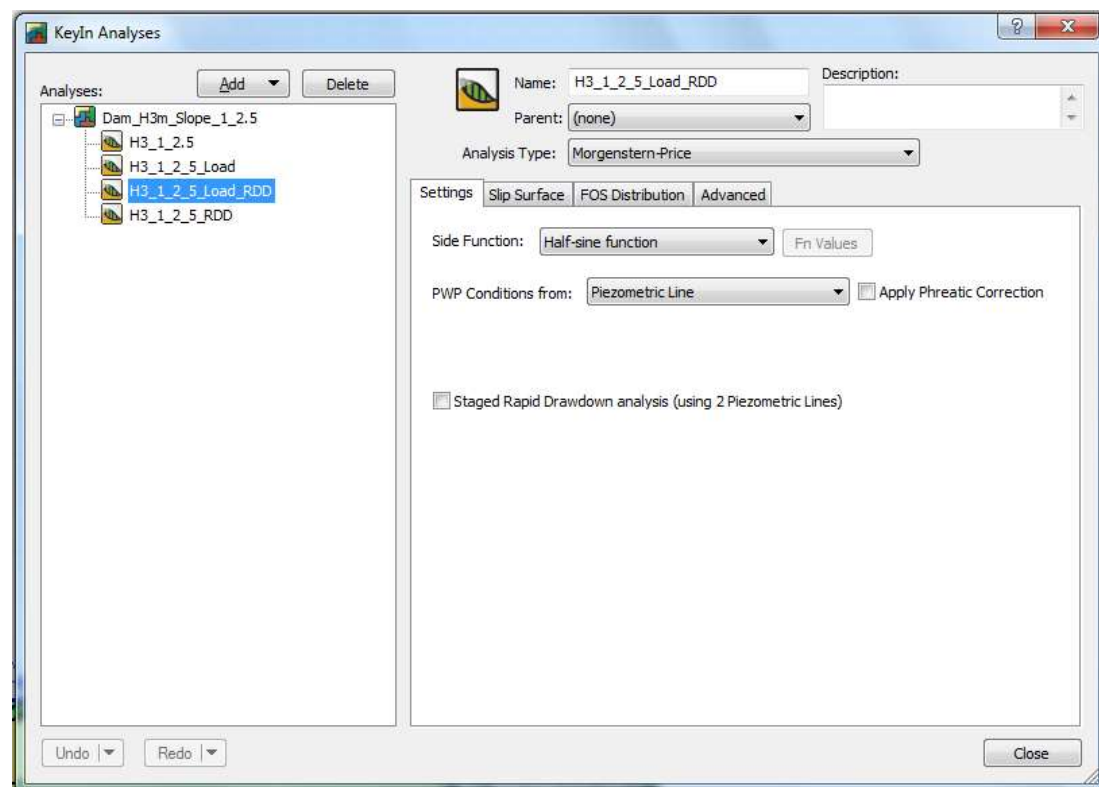 KeyIn Analyses
Analyses:
Add
Delete
Dam_H3m_Slope_1_2.5
H3_1_2.5
H3_1_2_5_Load
H3_1_2_5_Load_RDD
H3_1_2_5_RDD
Name: H3_1_2_5_Load_RDD
Description:
Parent: (none)
Analysis Type: Morgenstern-Price
Settings Slip Surface FOS Distribution Advanced
Side Function: Half-sine function Fn Values
PWP Conditions from: Piezometric Line Apply Phreatic Correction
Staged Rapid Drawdown analysis (using 2 Piezometric Lines)
Undo Redo Close